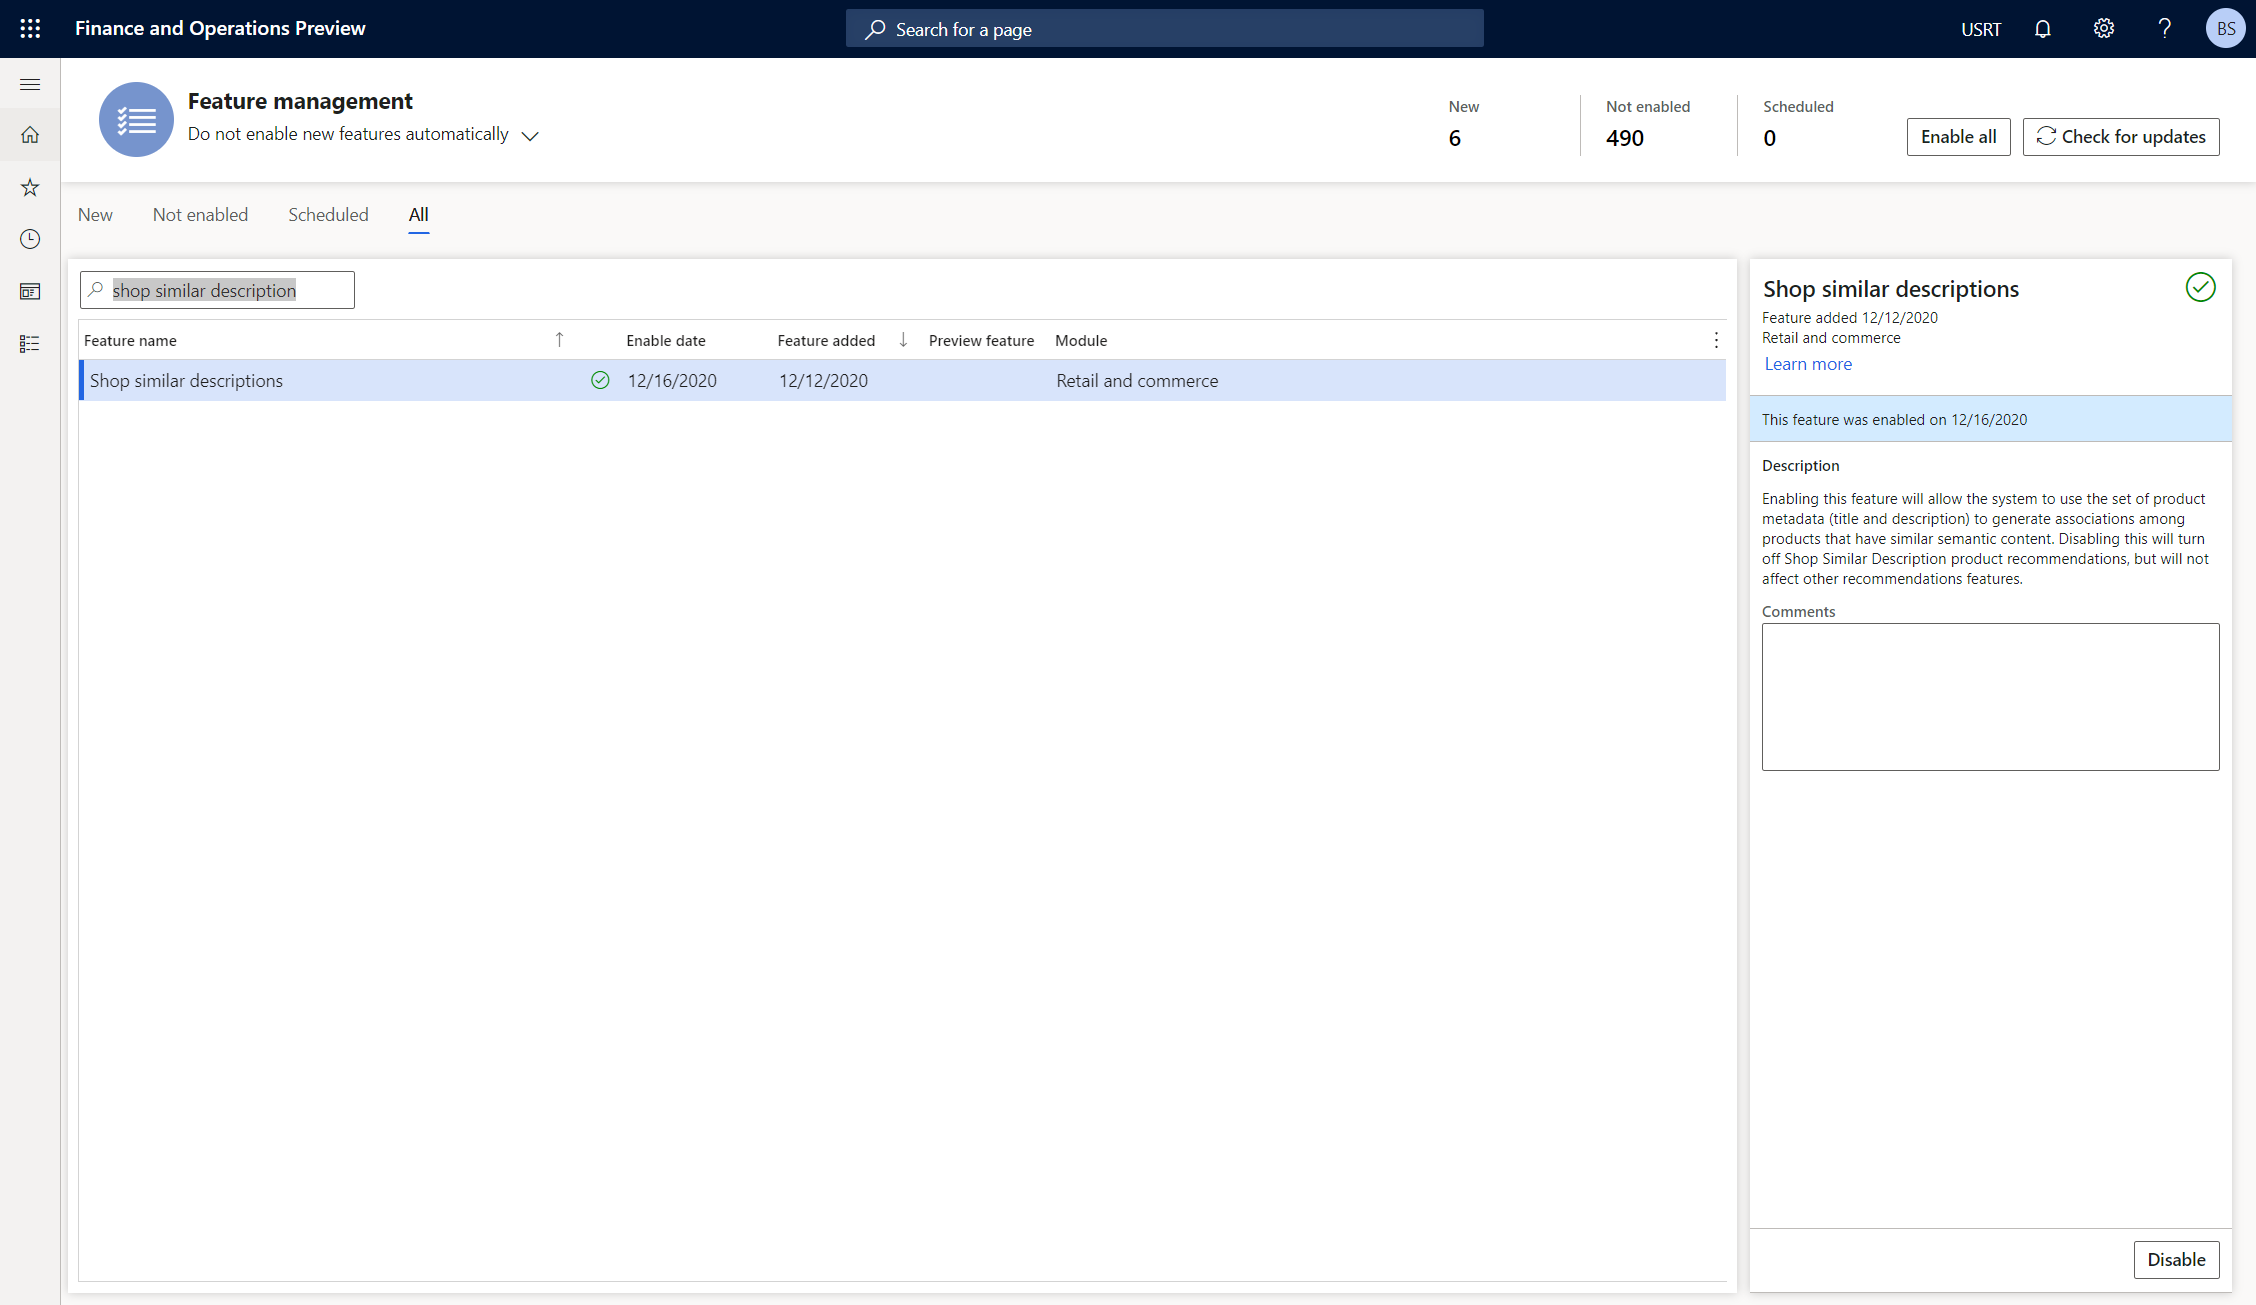 Finance and Operations Preview
Search for a page
USRT
?
BS
Feature management
Do not enable new features automatically
New
6
Not enabled
490
Scheduled
0
Enable all
Check for updates
New
Not enabled
Scheduled
All
shop similar description
Feature name
Enable date
Feature added
Preview feature
Module
Shop similar descriptions
12/16/2020
12/12/2020
Retail and commerce
Shop similar descriptions
Feature added 12/12/2020
Retail and commerce
Learn more
This feature was enabled on 12/16/2020
Description
Enabling this feature will allow the system to use the set of product
metadata (title and description) to generate associations among
products that have similar semantic content. Disabling this will turn
off Shop Similar Description product recommendations, but will not
affect other recommendations features.
Comments
Disable